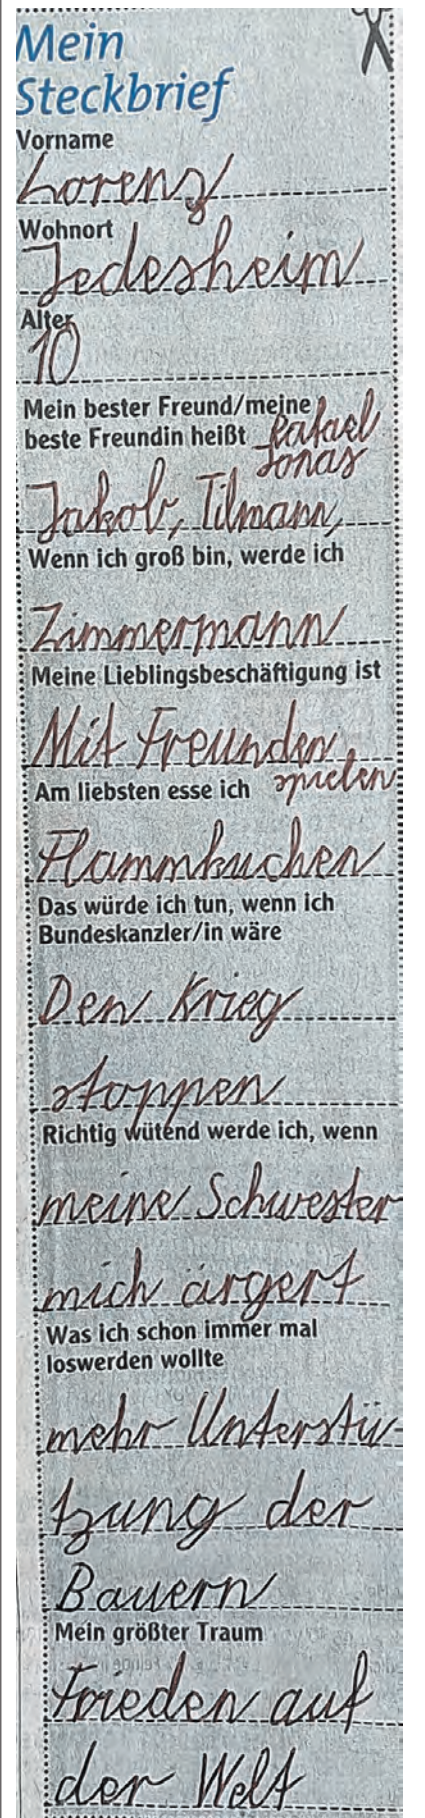 Mein
Steckbrief
Vorname
Lorenz
Wohnort
Jedesheim
Alter
10
Mein bester Freund/meine
beste Freundin heißt Rafael
Jonas
Jakob, Tilmann,
Wenn ich groß bin, werde ich
Zimmermann
Meine Lieblingsbeschäftigung ist
Mit Freunden
spielen
Am liebsten esse ich
Flammkuchen
Das würde ich tun, wenn ich
Bundeskanzler/in wäre
Den Krieg
stoppen
Richtig wütend werde ich, wenn
meine Schwester
mich ärgert
Was ich schon immer mal
loswerden wollte
mehr Unterstü-
tzung der
Bauern
Mein größter Traum
Frieden auf
der Welt